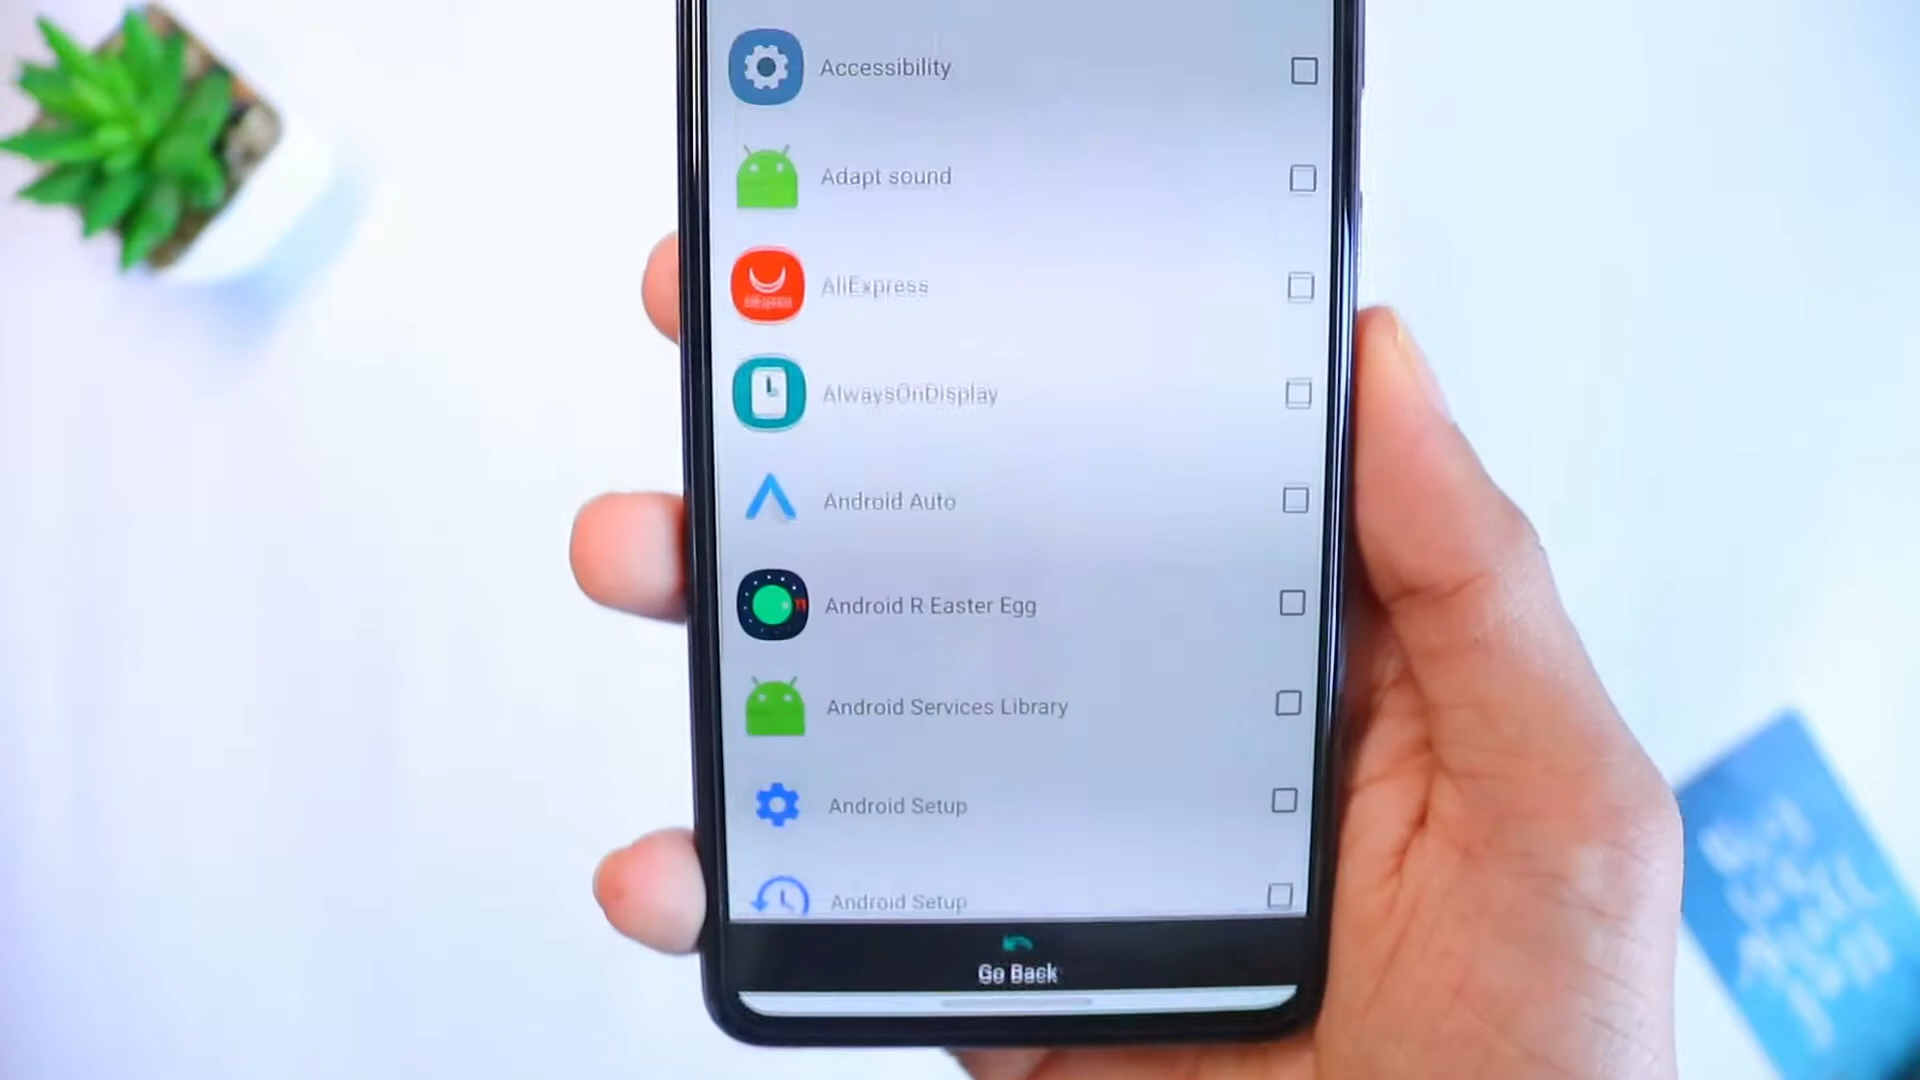 Accessibility
Adapt sound
AliExpress
AlwaysOnDisplay
Android Auto
Android R Easter Egg
Android Services Library
Android Setup
Android Setup
Go Back